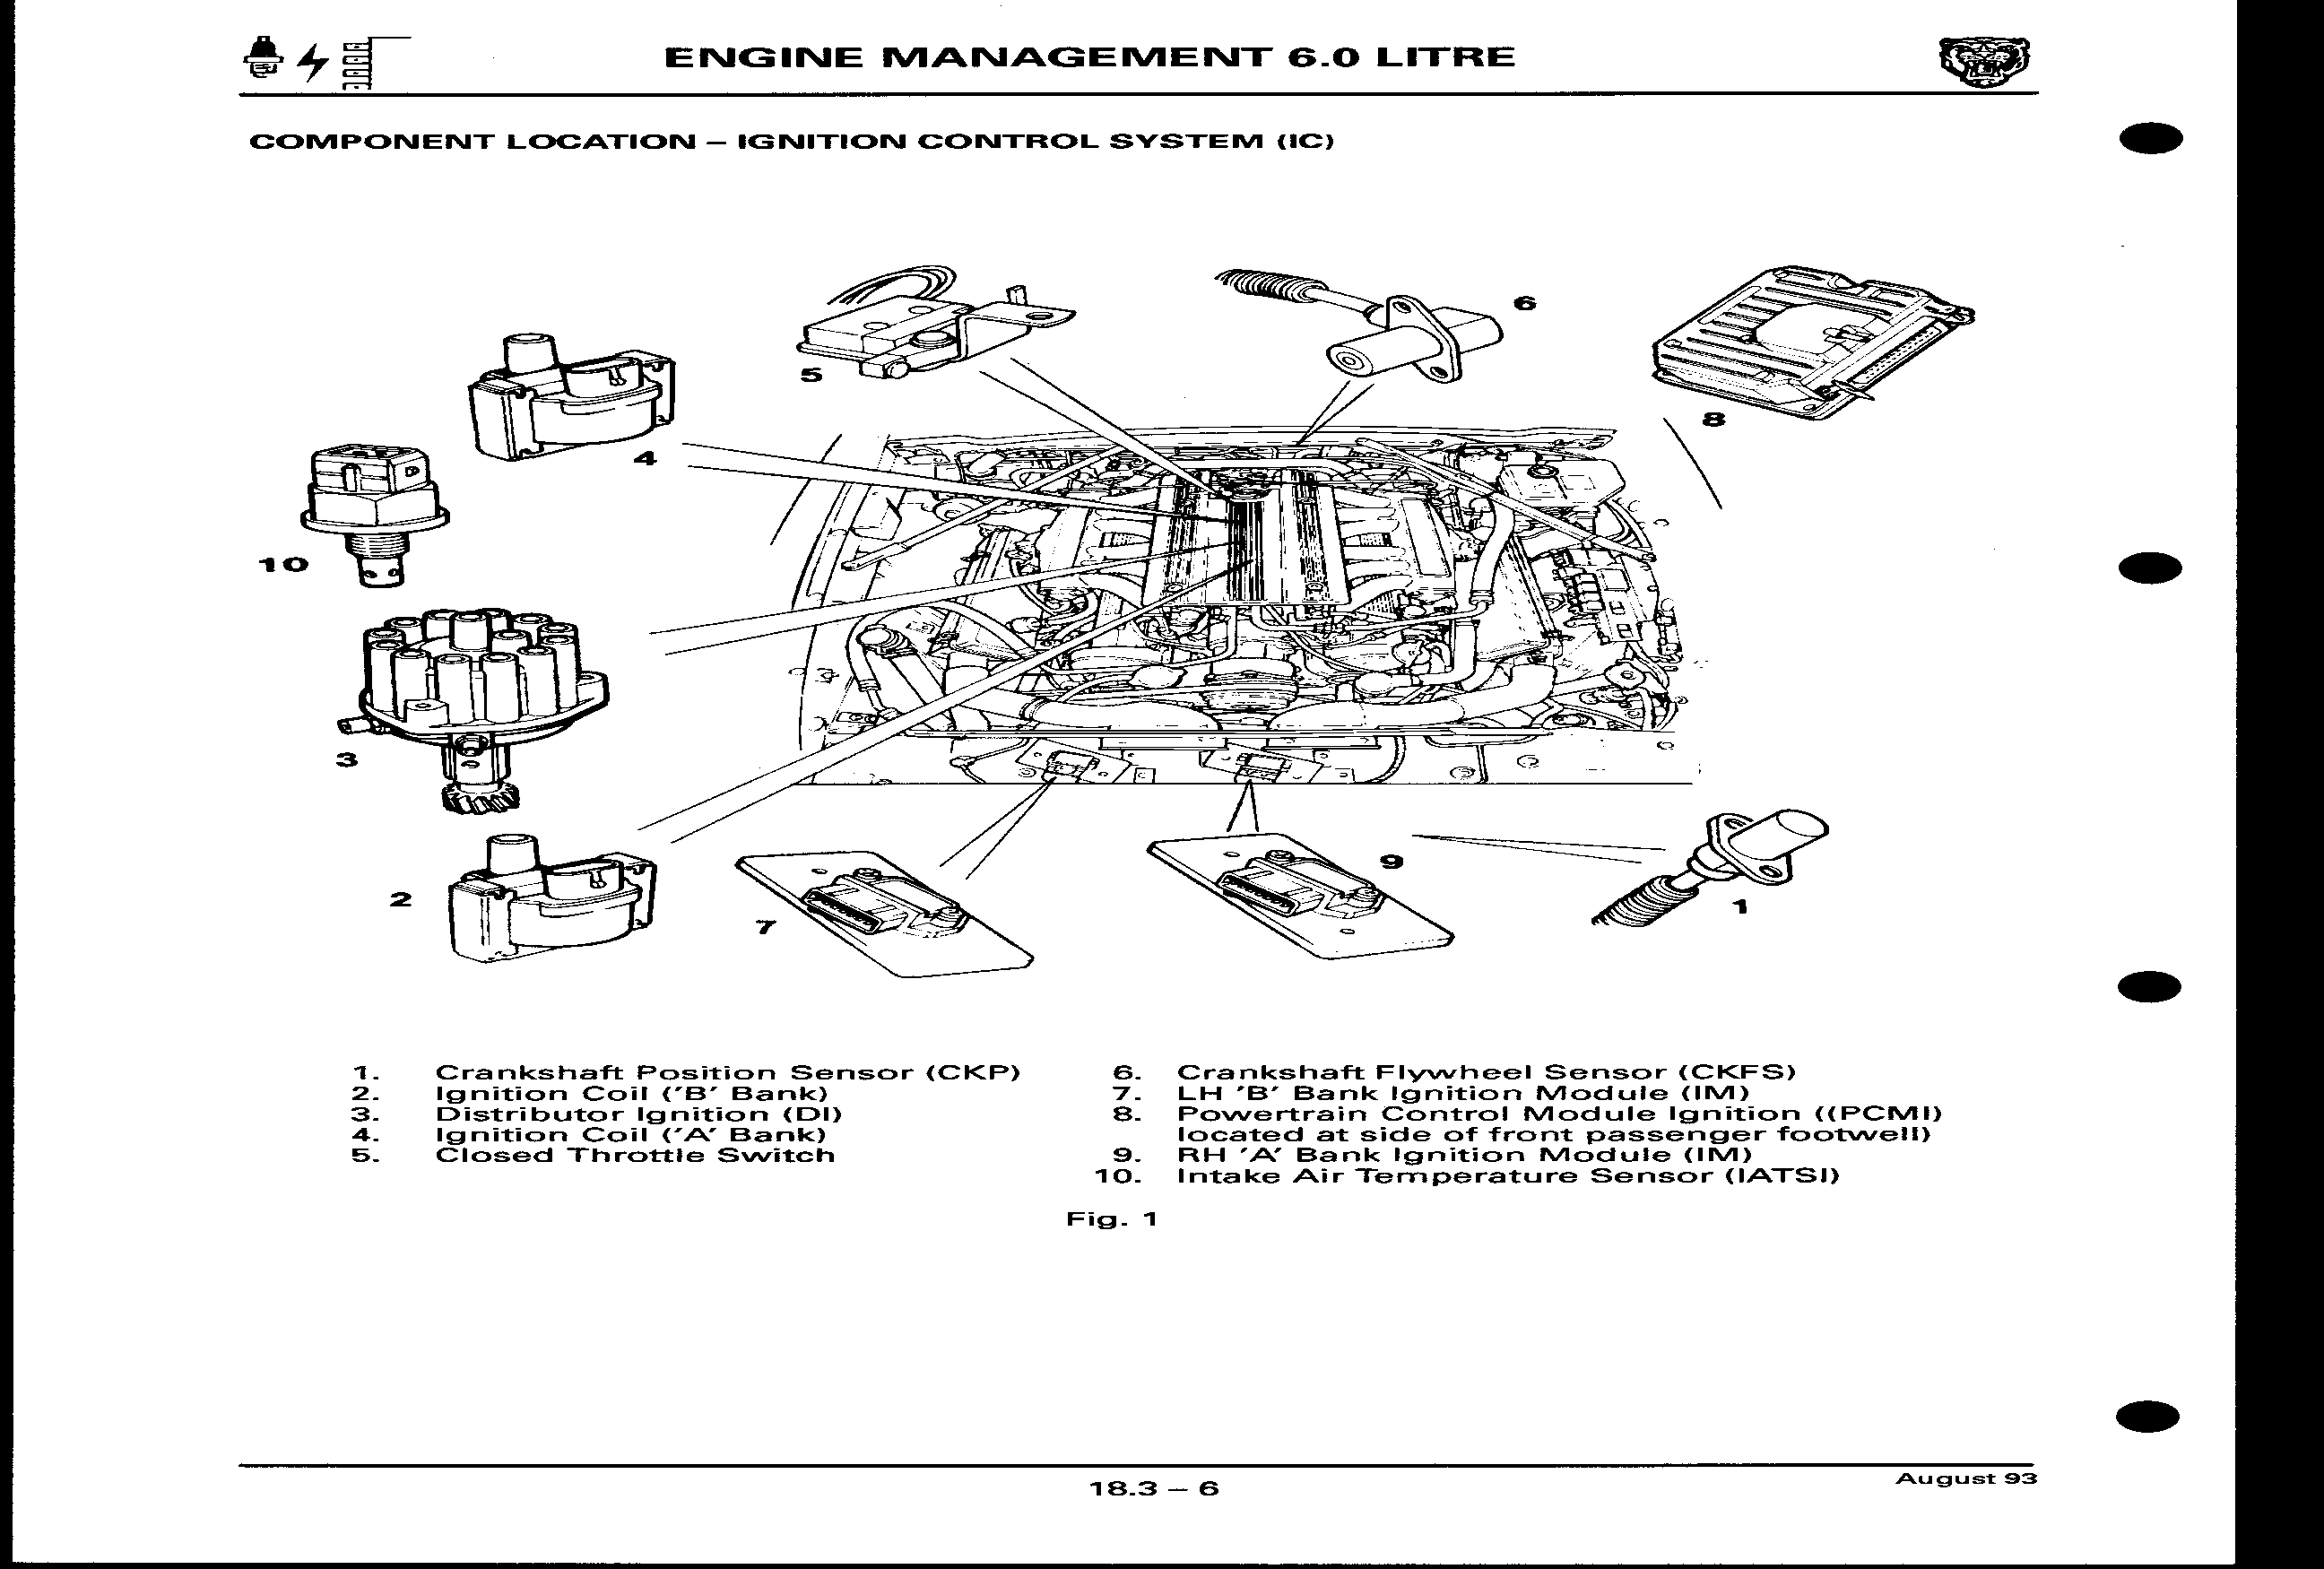 ENGINE MANAGEMENT 6.0 LITRE
COMPONENT LOCATION – IGNITION CONTROL SYSTEM (IC)
5
6
8
4
10
3
2
7
9
1
1. Crankshaft Position Sensor (CKP)
2. Ignition Coil ('B' Bank)
3. Distributor Ignition (DI)
4. Ignition Coil ('A' Bank)
5. Closed Throttle Switch
6. Crankshaft Flywheel Sensor (CKFS)
7. LH 'B' Bank Ignition Module (IM)
8. Powertrain Control Module Ignition ((PCMI)
located at side of front passenger footwell)
9. RH 'A' Bank Ignition Module (IM)
10. Intake Air Temperature Sensor (IATSI)
Fig. 1
18.3 – 6
August 93